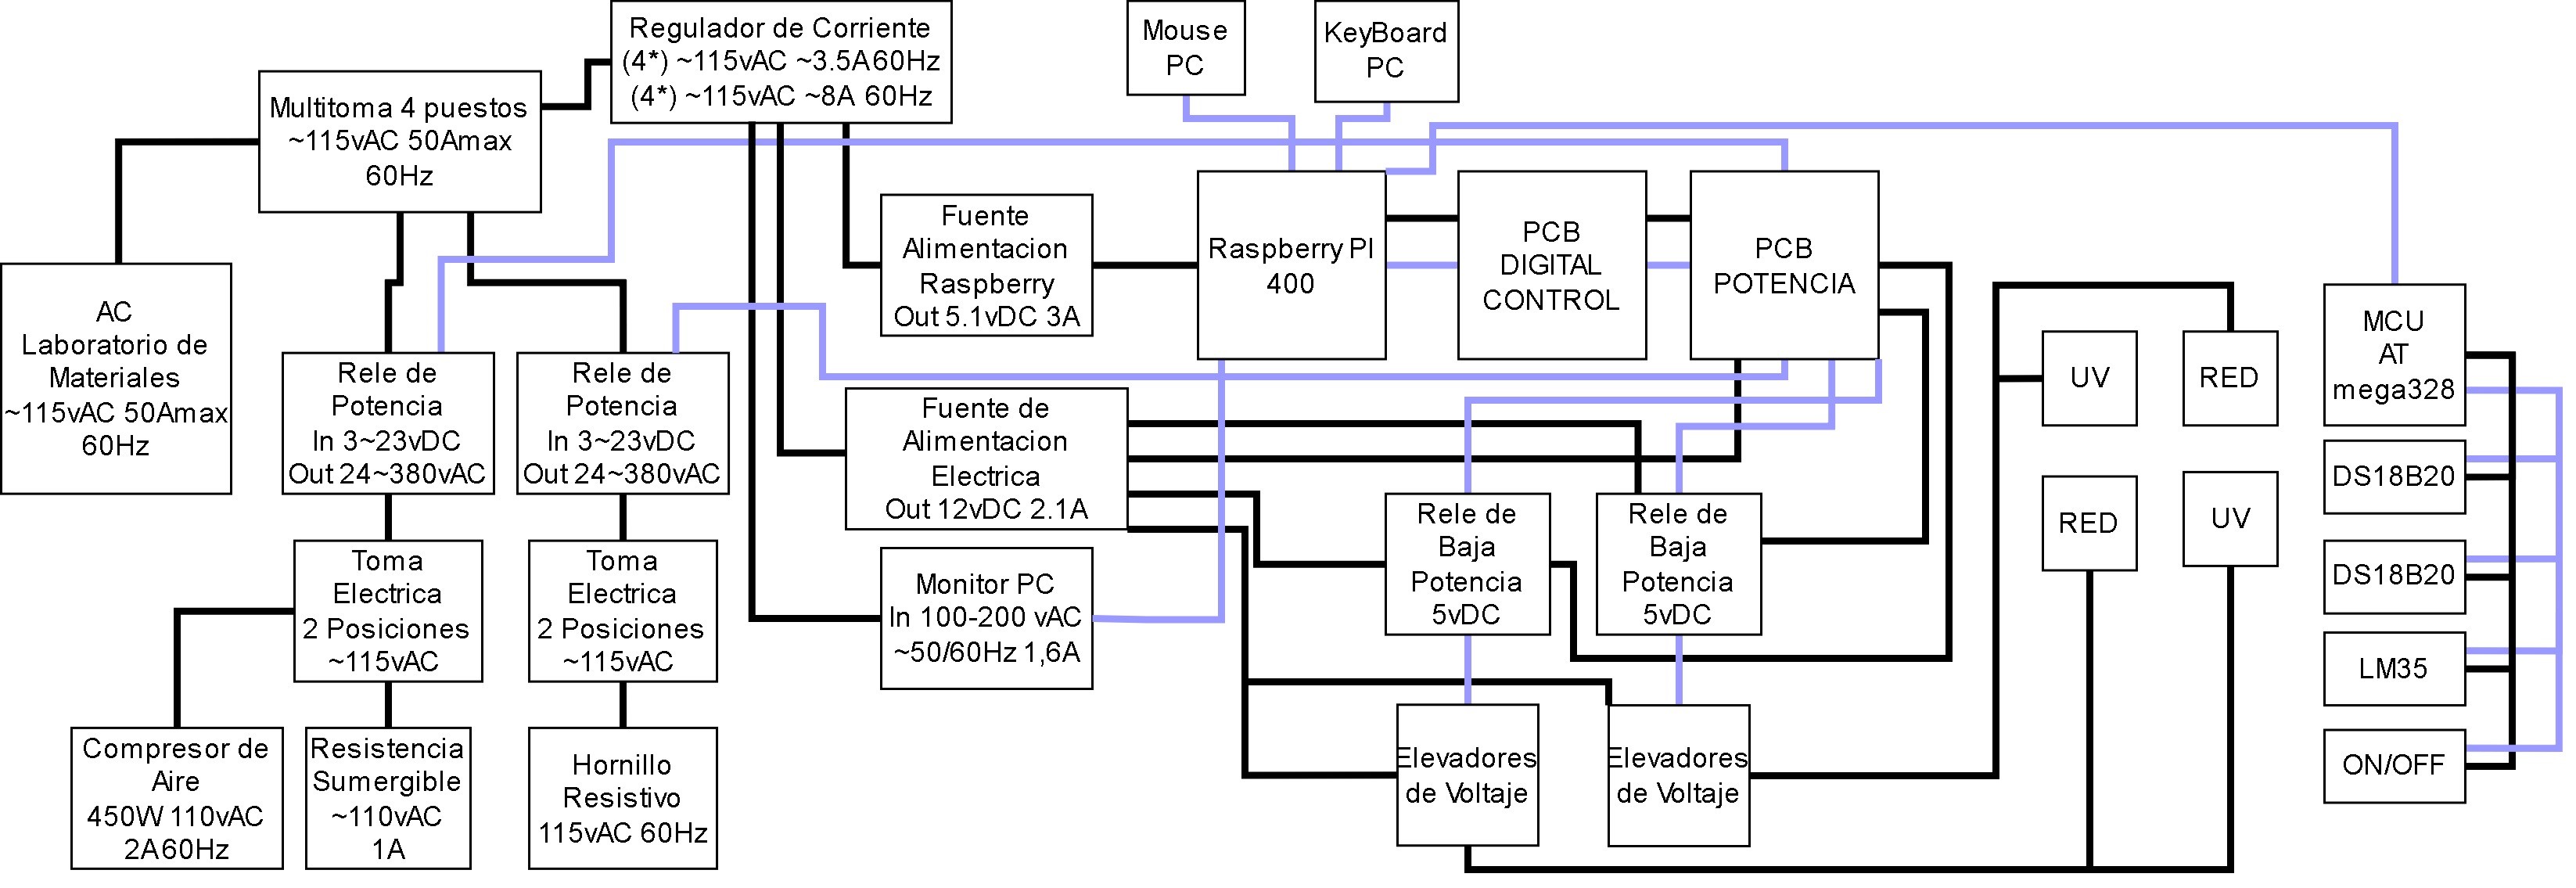 Regulador de Corriente
(4*) ~115vAC ~3.5A60Hz
(4*) ~115vAC ~8A 60Hz
Mouse
PC
KeyBoard
PC
Multitoma 4 puestos
~115vAC 50Amax
60Hz
AC
Laboratorio de
Materiales
~115vAC 50Amax
60Hz
Fuente
Alimentacion
Raspberry
Out 5.1vDC 3A
Raspberry PI
400
PCB
DIGITAL
CONTROL
PCB
POTENCIA
Rele de
Potencia
In 3~23vDC
Out 24~380vAC
Rele de
Potencia
In 3~23vDC
Out 24~380vAC
Fuente de
Alimentacion
Electrica
Out 12vDC 2.1A
UV
RED
RED
UV
MCU
AT
mega328
DS18B20
DS18B20
LM35
ON/OFF
Rele de
Baja
Potencia
5vDC
Rele de
Baja
Potencia
5vDC
Toma
Electrica
2 Posiciones
~115vAC
Toma
Electrica
2 Posiciones
~115vAC
Monitor PC
In 100-200 vAC
~50/60Hz 1,6A
Compresor de
Aire
450W 110vAC
2A60Hz
Resistencia
Sumergible
~110vAC
1A
Hornillo
Resistivo
115vAC 60Hz
Elevadores
de Voltaje
Elevadores
de Voltaje